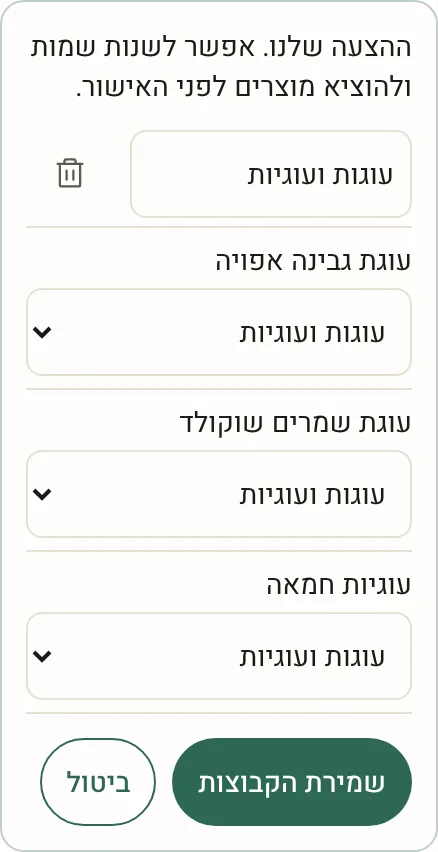 ההצעה שלנו. אפשר לשנות שמות
ולהוציא מוצרים לפני האישור.
עוגות ועוגיות
עוגת גבינה אפויה
עוגות ועוגיות
עוגת שמרים שוקולד
עוגות ועוגיות
עוגיות חמאה
עוגות ועוגיות
שמירת הקבוצות
ביטול